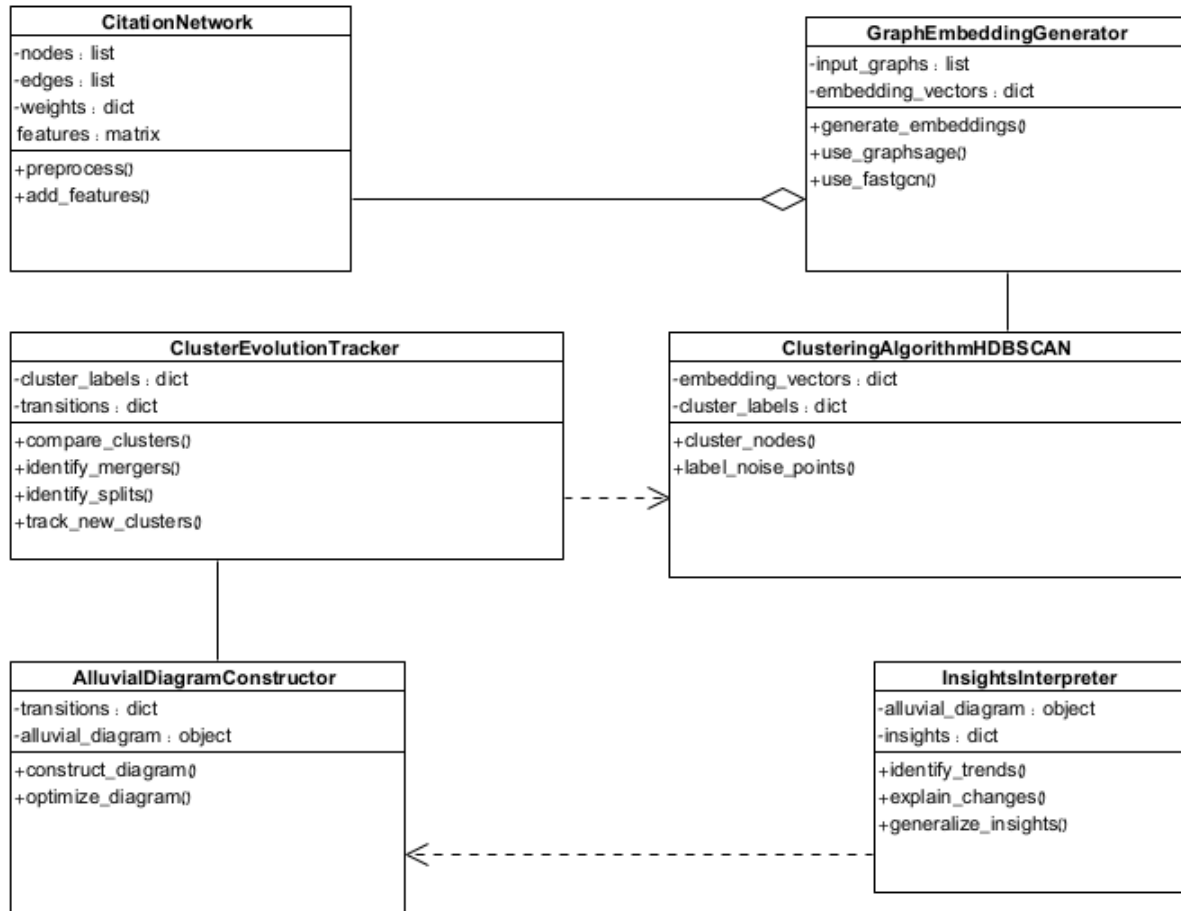 CitationNetwork
-nodes : list
-edges : list
-weights : dict
features : matrix
+preprocess()
+add_features()
GraphEmbeddingGenerator
-input_graphs : list
-embedding_vectors : dict
+generate_embeddings()
+use_graphsage()
+use_fastgcn()
ClusterEvolutionTracker
-cluster_labels : dict
-transitions : dict
+compare_clusters()
+identify_mergers()
+identify_splits()
+track_new_clusters()
ClusteringAlgorithmHDBSCAN
-embedding_vectors : dict
-cluster_labels : dict
+cluster_nodes()
+label_noise_points()
AlluvialDiagramConstructor
-transitions : dict
-alluvial_diagram : object
+construct_diagram()
+optimize_diagram()
InsightsInterpreter
-alluvial_diagram : object
-insights : dict
+identify_trends()
+explain_changes()
+generalize_insights()